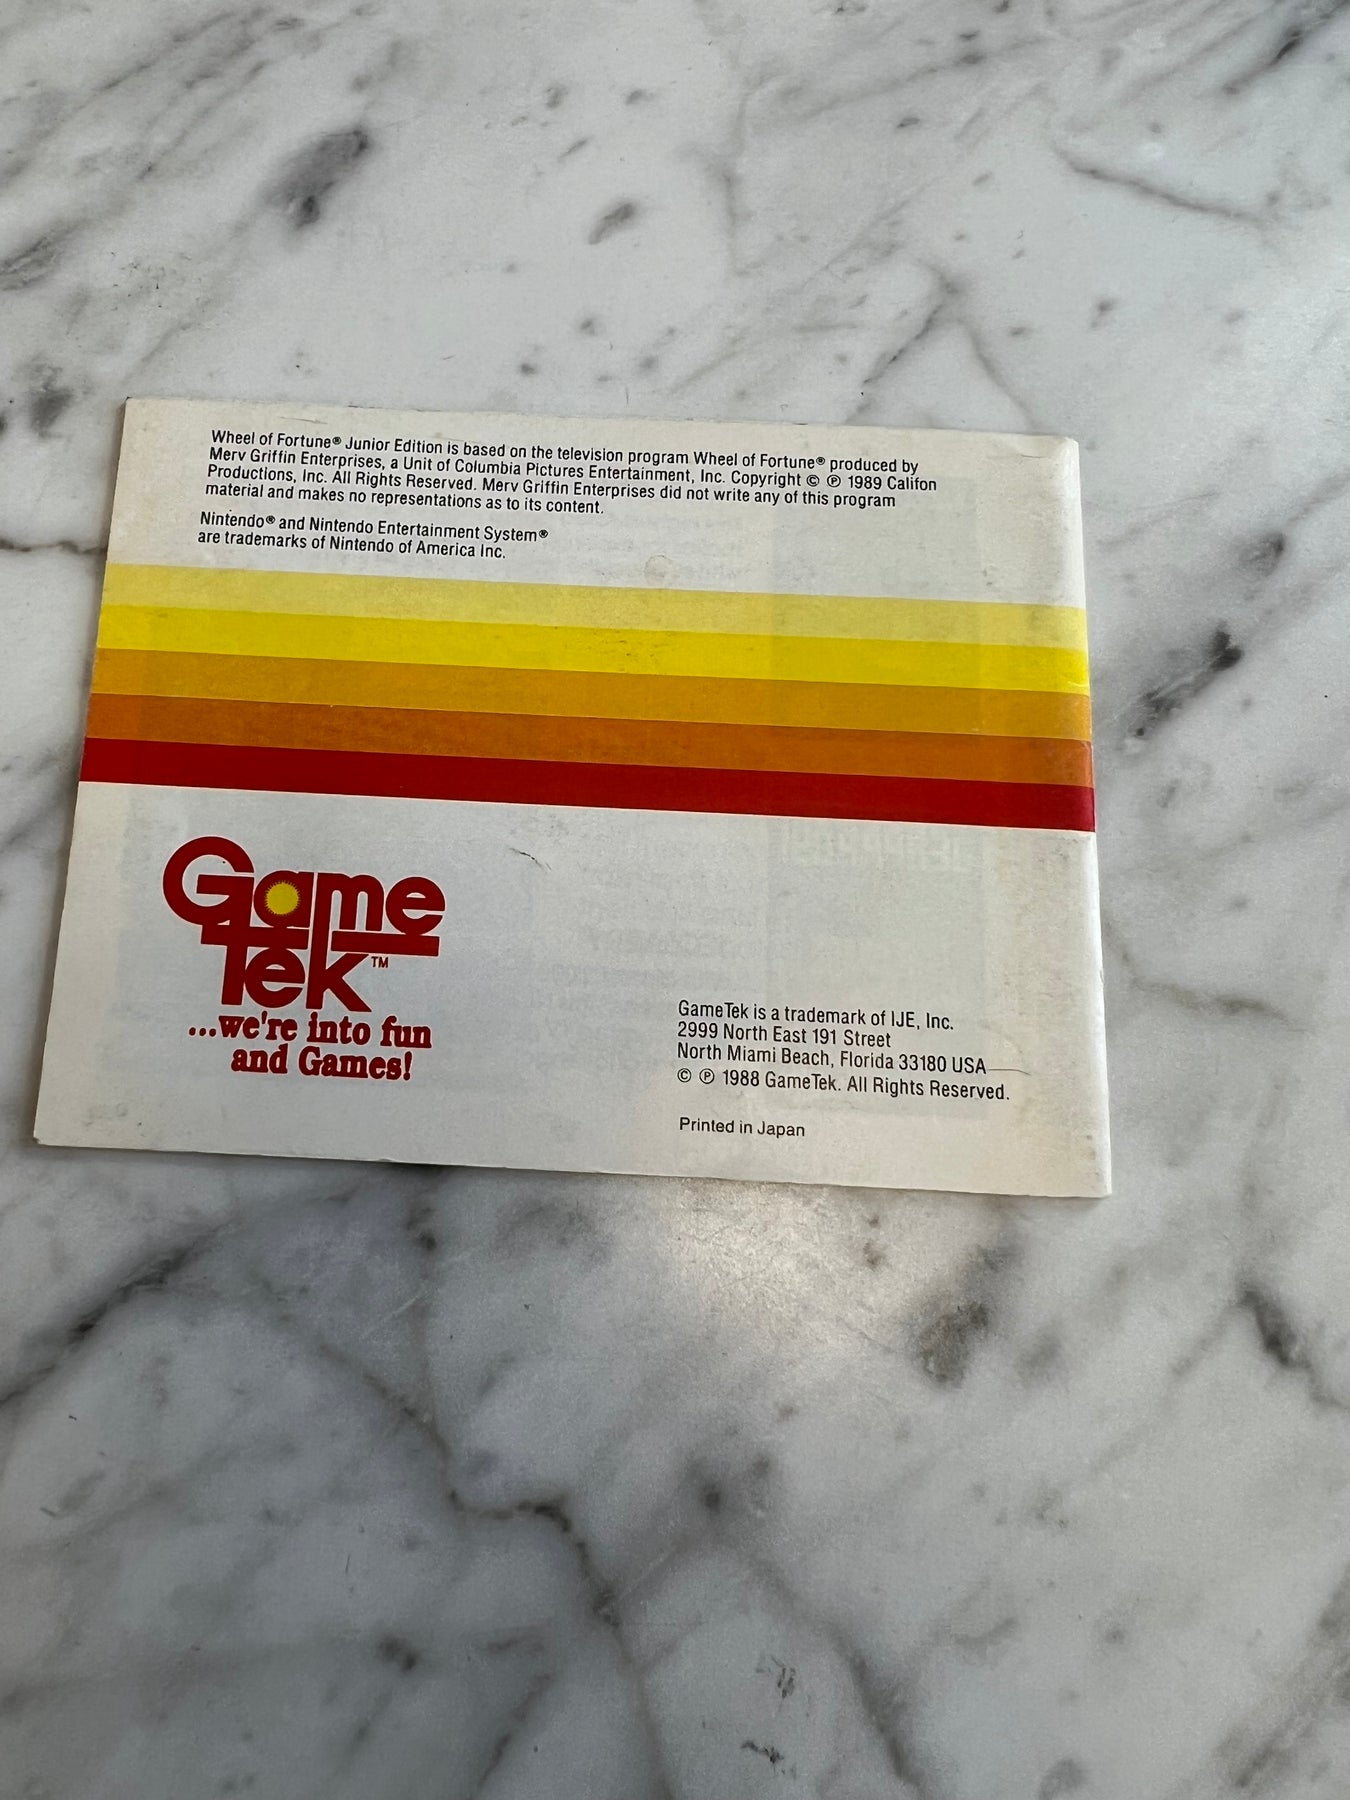 Wheel of Fortune® Junior Edition is based on the television program Wheel of Fortune® produced by
Merv Griffin Enterprises, a Unit of Columbia Pictures Entertainment, Inc. Copyright © ℗ 1989 Califon
Productions, Inc. All Rights Reserved. Merv Griffin Enterprises did not write any of this program
material and makes no representations as to its content.
Nintendo® and Nintendo Entertainment System®
are trademarks of Nintendo of America Inc.
Game
Tek™
...we're into fun
and Games!
GameTek is a trademark of IJE, Inc.
2999 North East 191 Street
North Miami Beach, Florida 33180 USA
© ℗ 1988 GameTek. All Rights Reserved.
Printed in Japan